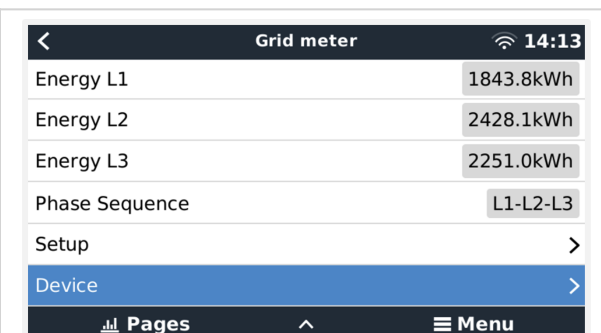 Grid meter 14:13
Energy L1 1843.8kWh
Energy L2 2428.1kWh
Energy L3 2251.0kWh
Phase Sequence L1-L2-L3
Setup
Device
Pages Menu